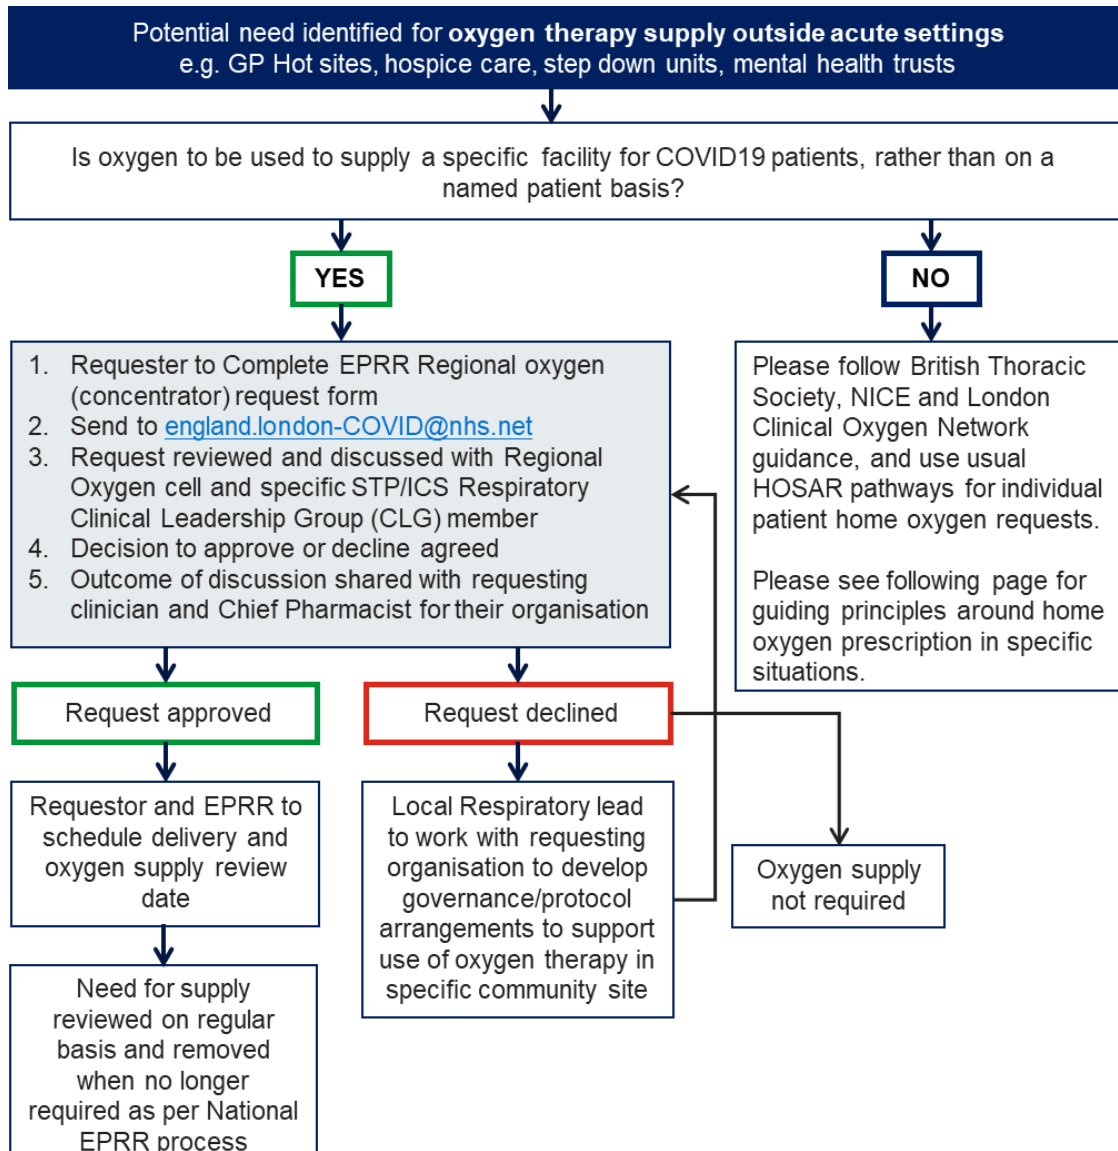 Potential need identified for oxygen therapy supply outside acute settings
e.g. GP Hot sites, hospice care, step down units, mental health trusts
Is oxygen to be used to supply a specific facility for COVID19 patients, rather than on a
named patient basis?
YES
NO
1. Requester to Complete EPRR Regional oxygen
(concentrator) request form
2. Send to england.london-COVID@nhs.net
3. Request reviewed and discussed with Regional
Oxygen cell and specific STP/ICS Respiratory
Clinical Leadership Group (CLG) member
4. Decision to approve or decline agreed
5. Outcome of discussion shared with requesting
clinician and Chief Pharmacist for their organisation
Please follow British Thoracic
Society, NICE and London
Clinical Oxygen Network
guidance, and use usual
HOSAR pathways for individual
patient home oxygen requests.
Please see following page for
guiding principles around home
oxygen prescription in specific
situations.
Request approved
Request declined
Requestor and EPRR to
schedule delivery and
oxygen supply review
date
Local Respiratory lead
to work with requesting
organisation to develop
governance/protocol
arrangements to support
use of oxygen therapy in
specific community site
Oxygen supply
not required
Need for supply
reviewed on regular
basis and removed
when no longer
required as per National
EPRR process